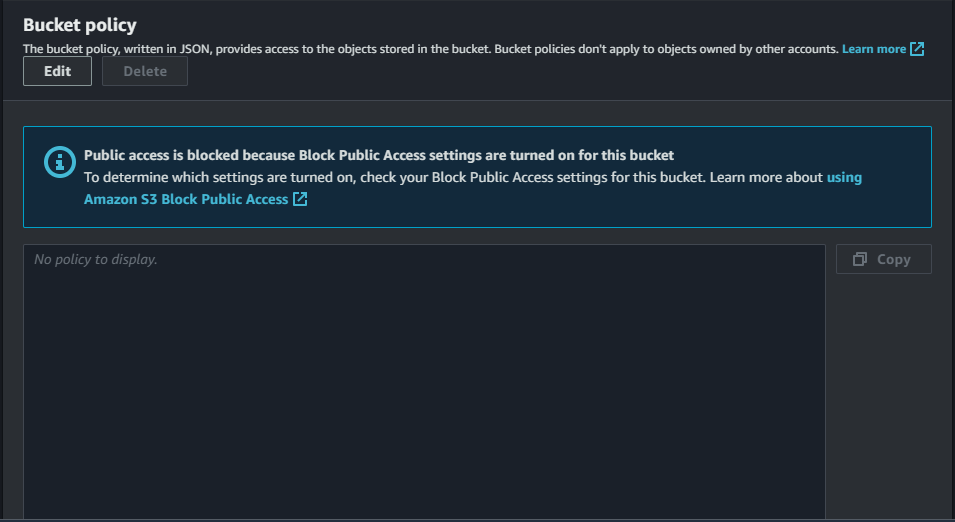 Bucket policy
The bucket policy, written in JSON, provides access to the objects stored in the bucket. Bucket policies don't apply to objects owned by other accounts. Learn more
Edit Delete
Public access is blocked because Block Public Access settings are turned on for this bucket
To determine which settings are turned on, check your Block Public Access settings for this bucket. Learn more about using
Amazon S3 Block Public Access
No policy to display. Copy